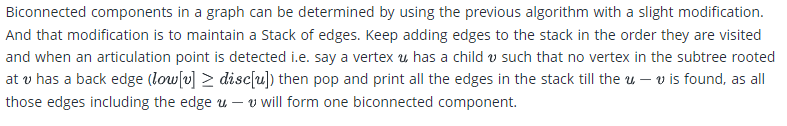 Biconnected components in a graph can be determined by using the previous algorithm with a slight modification.
And that modification is to maintain a Stack of edges. Keep adding edges to the stack in the order they are visited
and when an articulation point is detected i.e. say a vertex u has a child v such that no vertex in the subtree rooted
at v has a back edge (low[v] ≥ disc[u]) then pop and print all the edges in the stack till the u − v is found, as all
those edges including the edge u − v will form one biconnected component.